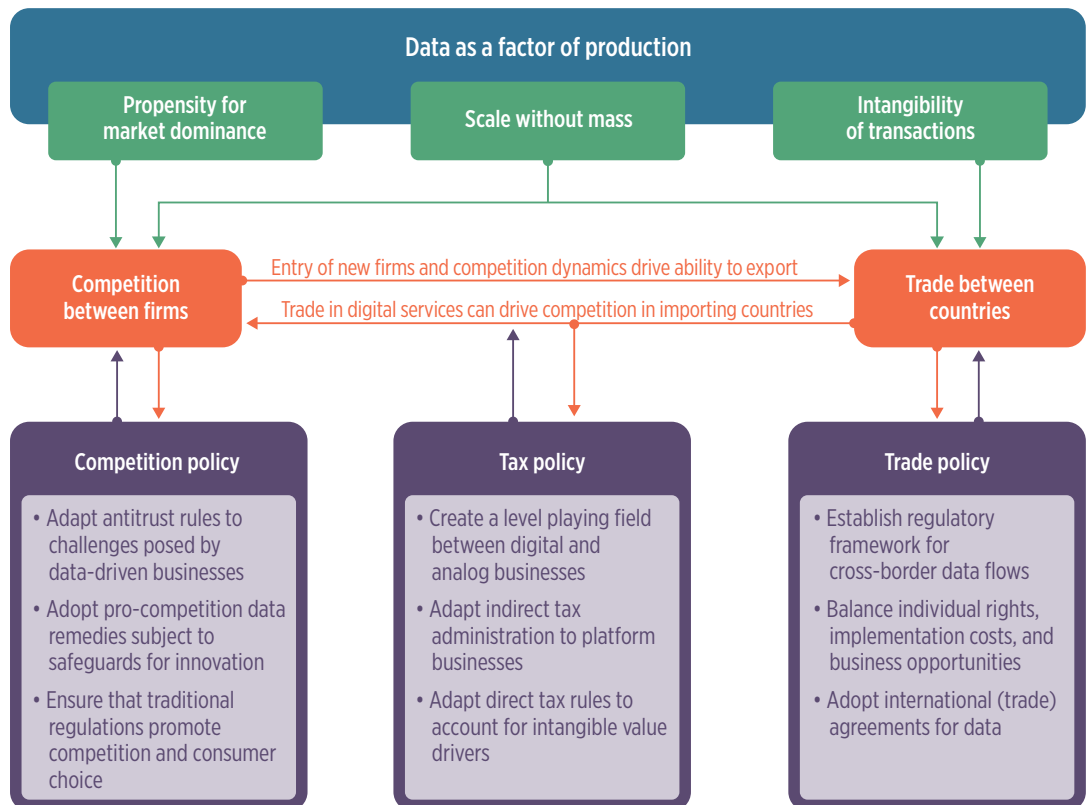 Data as a factor of production
Propensity for
market dominance
Scale without mass
Intangibility
of transactions
Competition
between firms
Entry of new firms and competition dynamics drive ability to export
Trade in digital services can drive competition in importing countries
Trade between
countries
Competition policy
• Adapt antitrust rules to
challenges posed by
data-driven businesses
• Adopt pro-competition data
remedies subject to
safeguards for innovation
• Ensure that traditional
regulations promote
competition and consumer
choice
Tax policy
• Create a level playing field
between digital and
analog businesses
• Adapt indirect tax
administration to platform
businesses
• Adapt direct tax rules to
account for intangible value
drivers
Trade policy
• Establish regulatory
framework for
cross-border data flows
• Balance individual rights,
implementation costs, and
business opportunities
• Adopt international (trade)
agreements for data